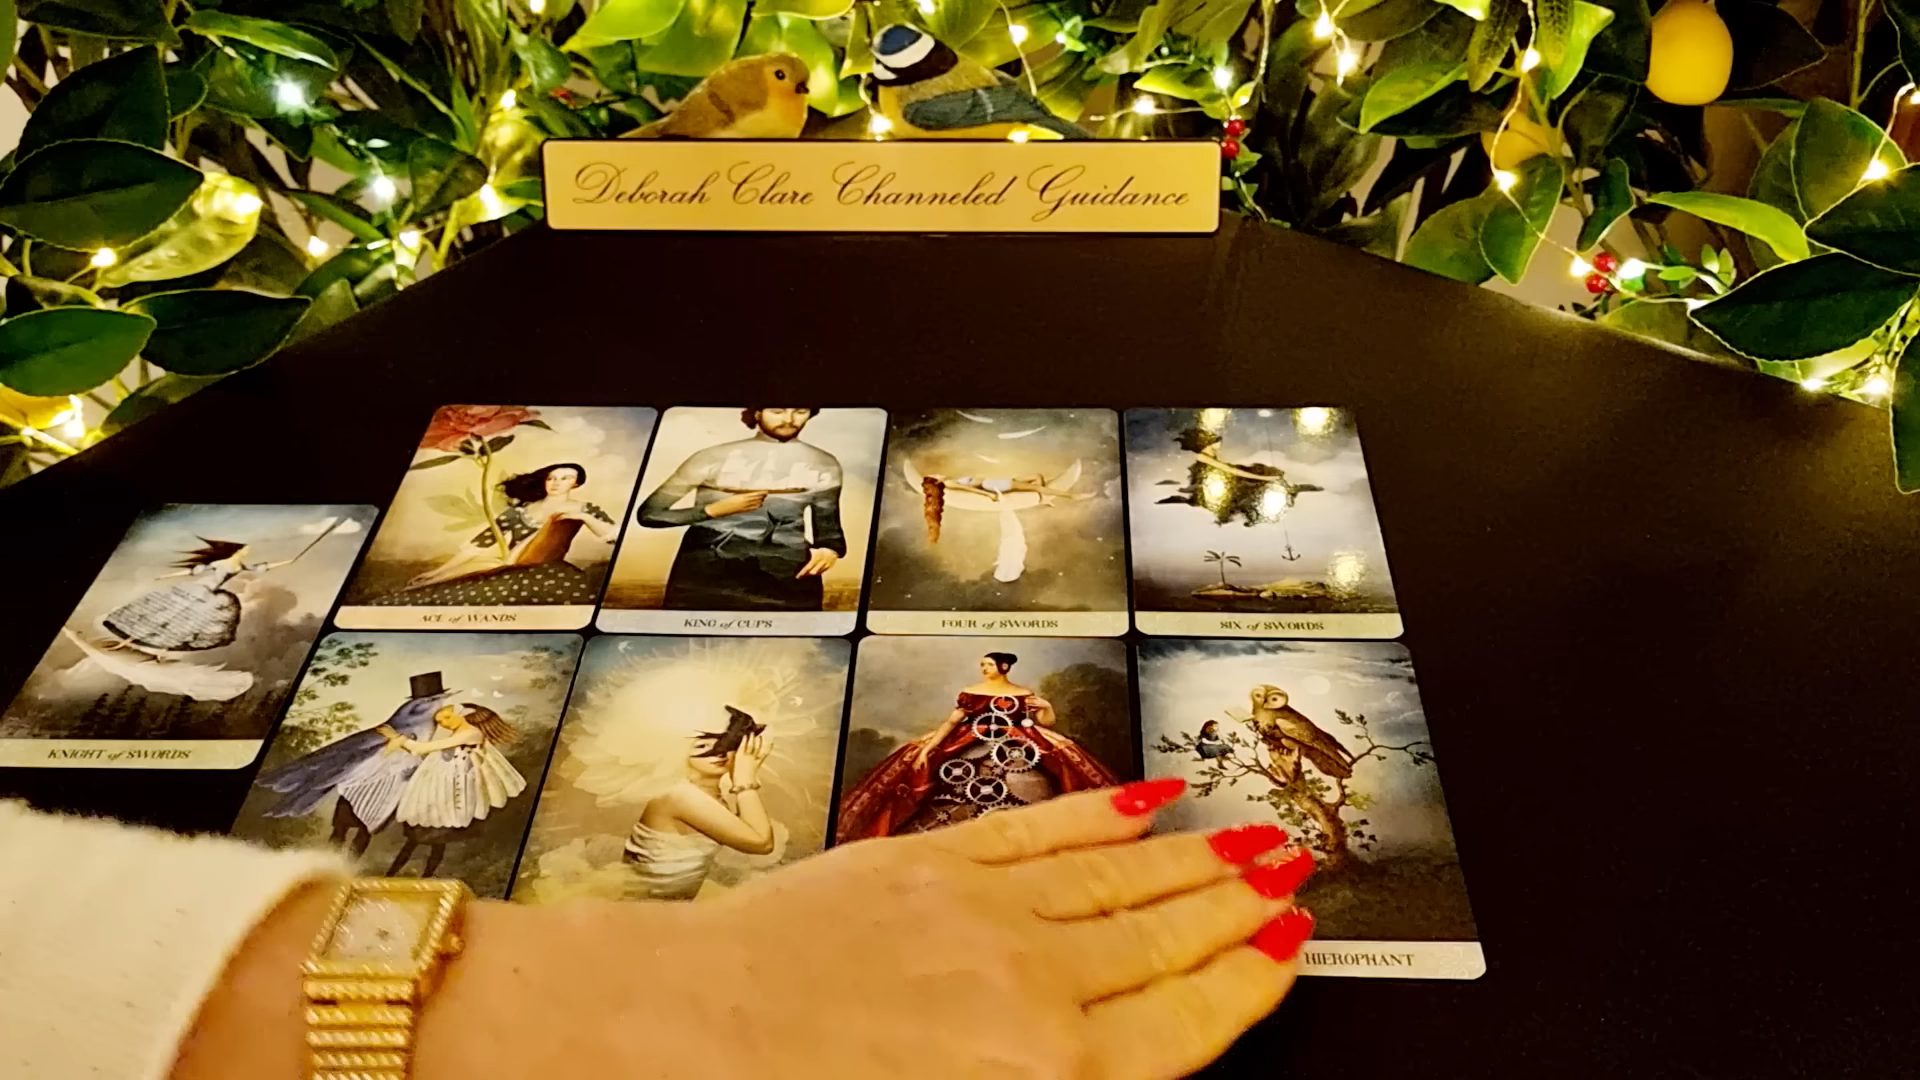 Deborah Clare Channeled Guidance
ACE of WANDS
KING of CUPS
FOUR of SWORDS
SIX of SWORDS
KNIGHT of SWORDS
HIEROPHANT